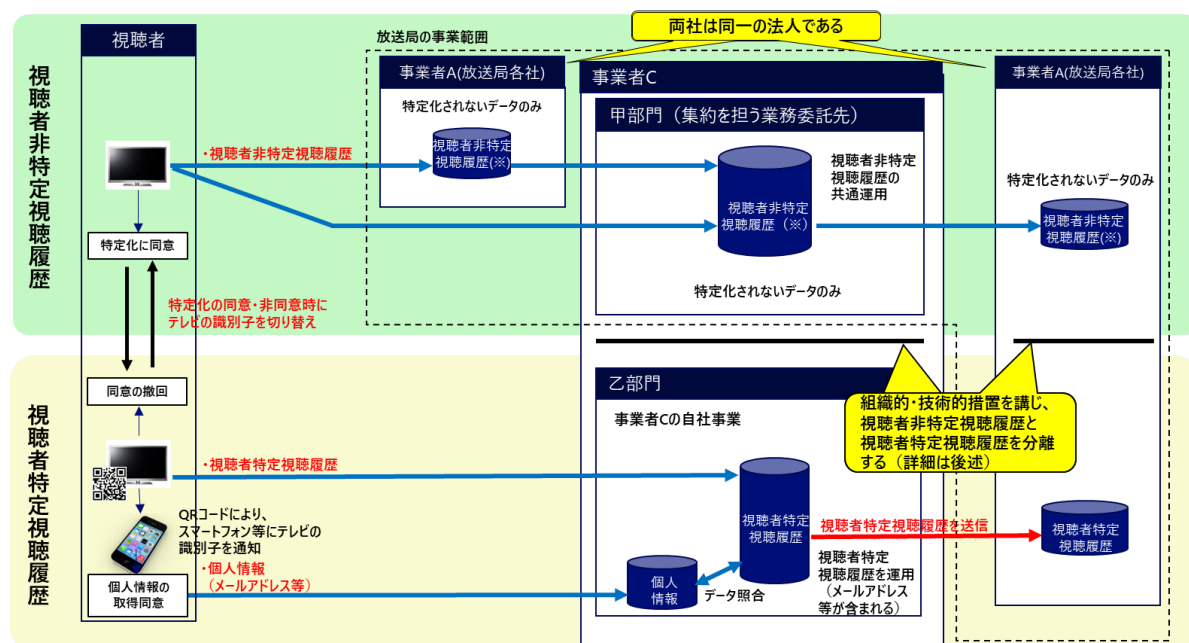 両社は同一の法人である
視聴者
放送局の事業範囲
視聴者非特定視聴履歴
事業者A(放送局各社)
特定化されないデータのみ
視聴者非特定
視聴履歴(※)
事業者C
甲部門（集約を担う業務委託先）
視聴者非特定
視聴履歴（※）
視聴者非特定
視聴履歴の
共通運用
特定化されないデータのみ
事業者A(放送局各社)
特定化されないデータのみ
視聴者非特定
視聴履歴(※)
・視聴者非特定視聴履歴
特定化に同意
特定化の同意・非同意時に
テレビの識別子を切り替え
視聴者特定視聴履歴
同意の撤回
・視聴者特定視聴履歴
QRコードにより、
スマートフォン等にテレビの
識別子を通知
・個人情報
（メールアドレス等）
個人情報の
取得同意
乙部門
事業者Cの自社事業
組織的・技術的措置を講じ、
視聴者非特定視聴履歴と
視聴者特定視聴履歴を分離
する（詳細は後述）
視聴者特定
視聴履歴
視聴者特定視聴履歴を送信
視聴者特定
視聴履歴
視聴者特定
視聴履歴を運用
（メールアドレス
等が含まれる）
個人
情報
データ照合